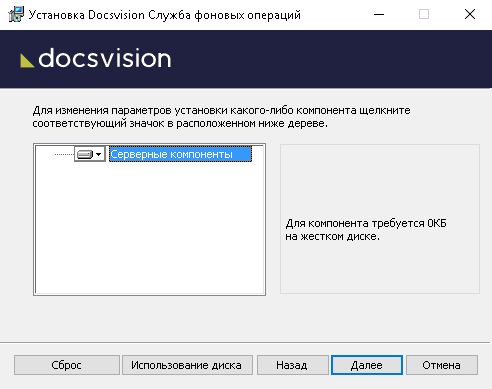 Установка Docsvision Служба фоновых операций
docsvision
Для изменения параметров установки какого-либо компонента щелкните
соответствующий значок в расположенном ниже дереве.
Серверные компоненты
Для компонента требуется 0КБ
на жестком диске.
Сброс
Использование диска
Назад
Далее
Отмена